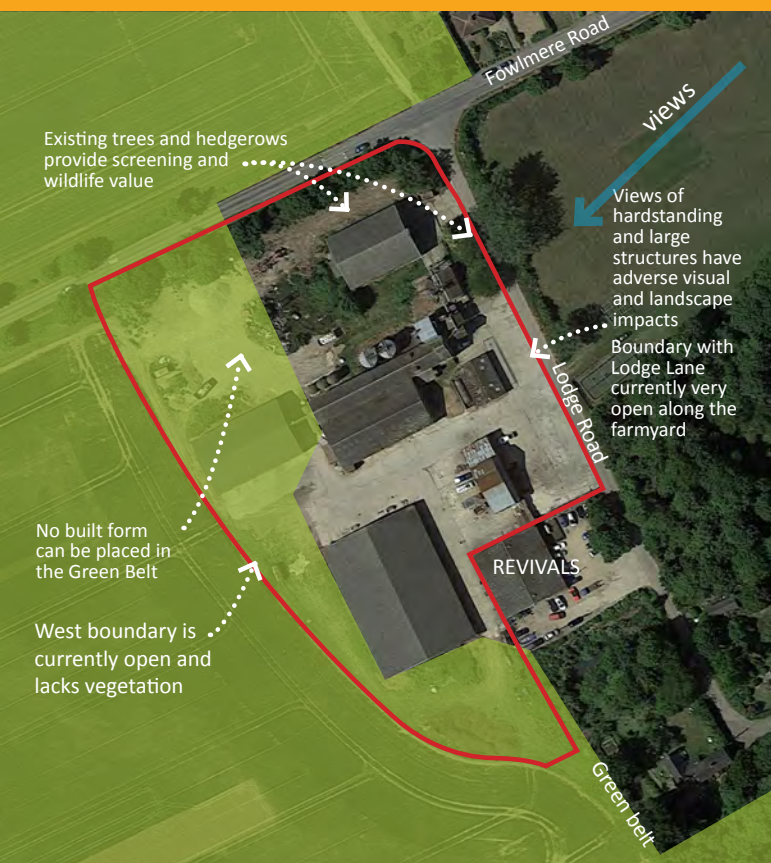 Fowlmere Road
views
Existing trees and hedgerows
provide screening and
wildlife value
Views of
hardstanding
and large
structures have
adverse visual
and landscape
impacts
Boundary with
Lodge Lane
currently very
open along the
farmyard
Lodge Road
No built form
can be placed in
the Green Belt
REVIVALS
West boundary is
currently open and
lacks vegetation
Green belt